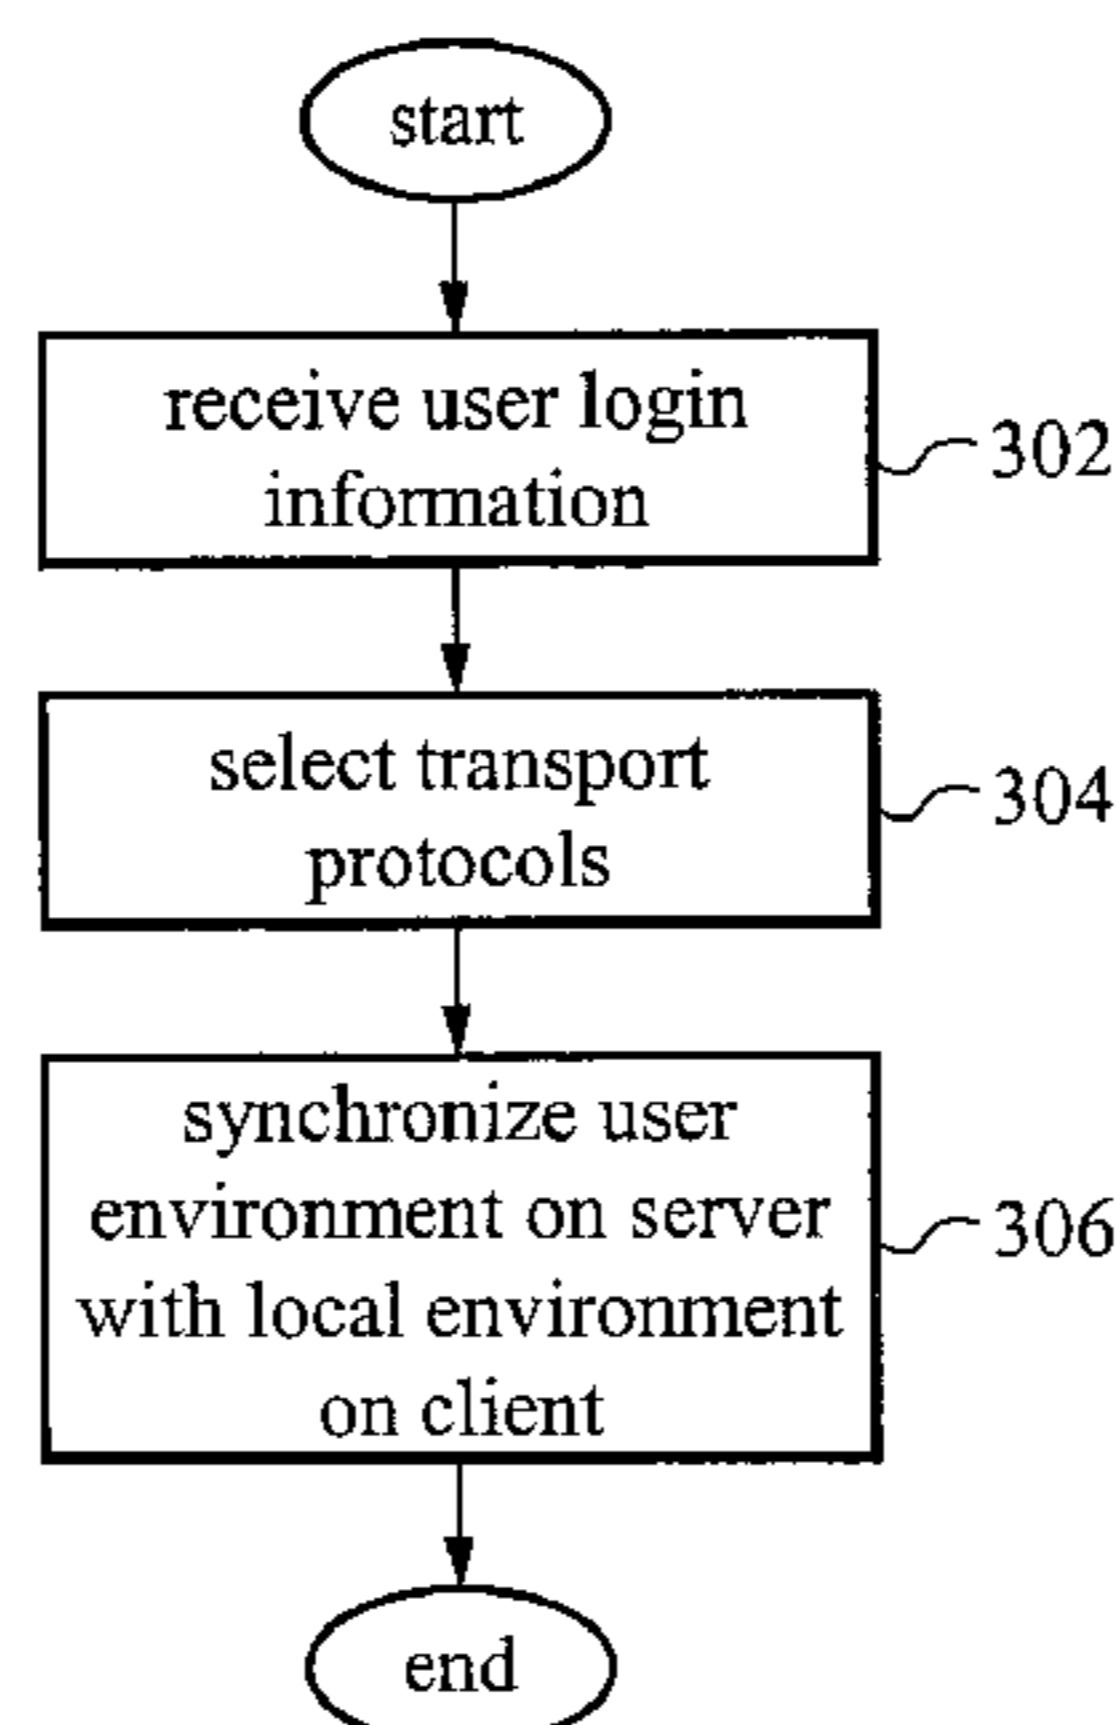 start
receive user login
information
302
select transport
protocols
304
synchronize user
environment on server
with local environment
on client
306
end